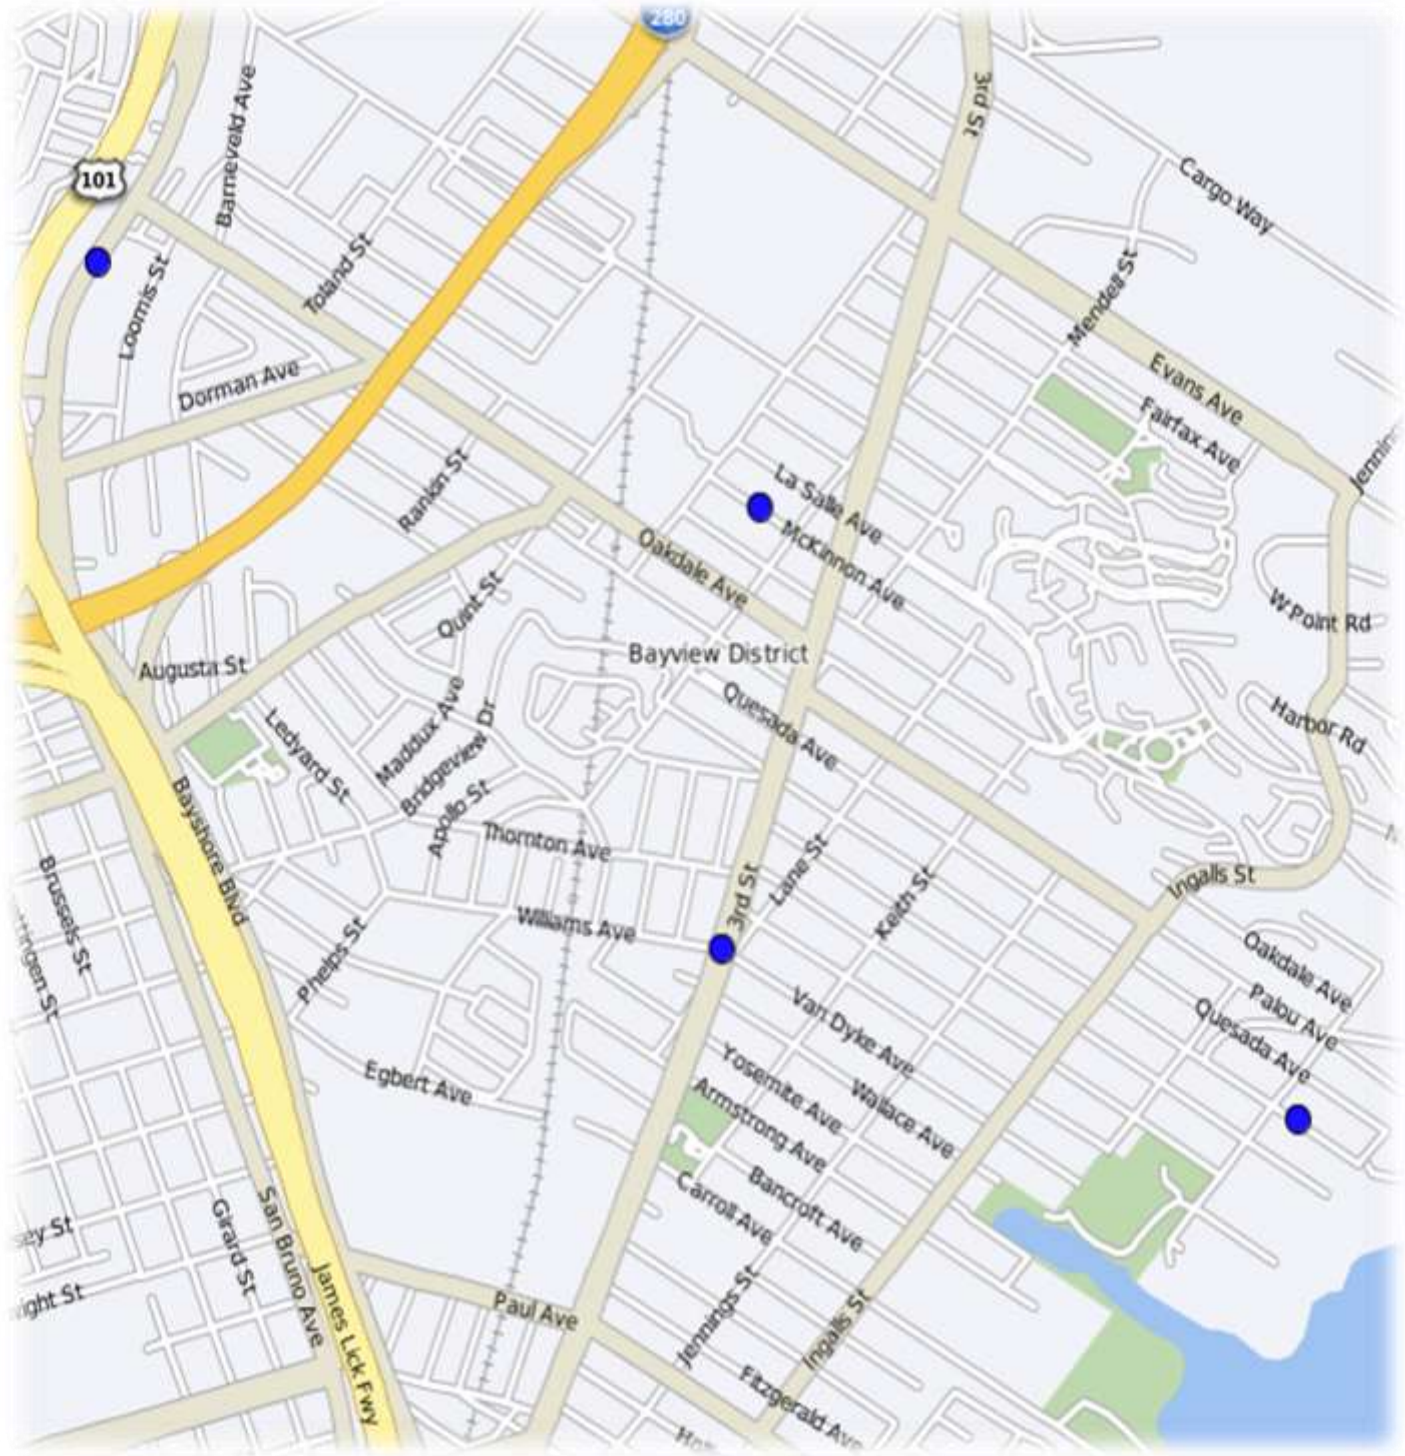 280
3rd St
Barneveld Ave
101
Cargo Way
Toland St
Loomis St
Mendell St
Dorman Ave
Evans Ave
Fairfax Ave
Rankin St
La Salle Ave
McKinnon Ave
Oakdale Ave
Quint St
W Point Rd
Bayview District
Augusta St
Quesada Ave
Harbor Rd
Ledyard St
Maddux Ave
Bridgeview Dr
Apollo St
Bayshore Blvd
Thornton Ave
Lane St
Ingalls St
3rd St
Keith St
Brussels St
Williams Ave
Phelps St
Oakdale Ave
Palou Ave
Quesada Ave
Van Dyke Ave
Yosemite Ave
Wallace Ave
Egbert Ave
Armstrong Ave
Bancroft Ave
Carroll Ave
San Bruno Ave
Girard St
James Lick Fwy
Paul Ave
Jennings St
Ingalls St
Fitzgerald Ave